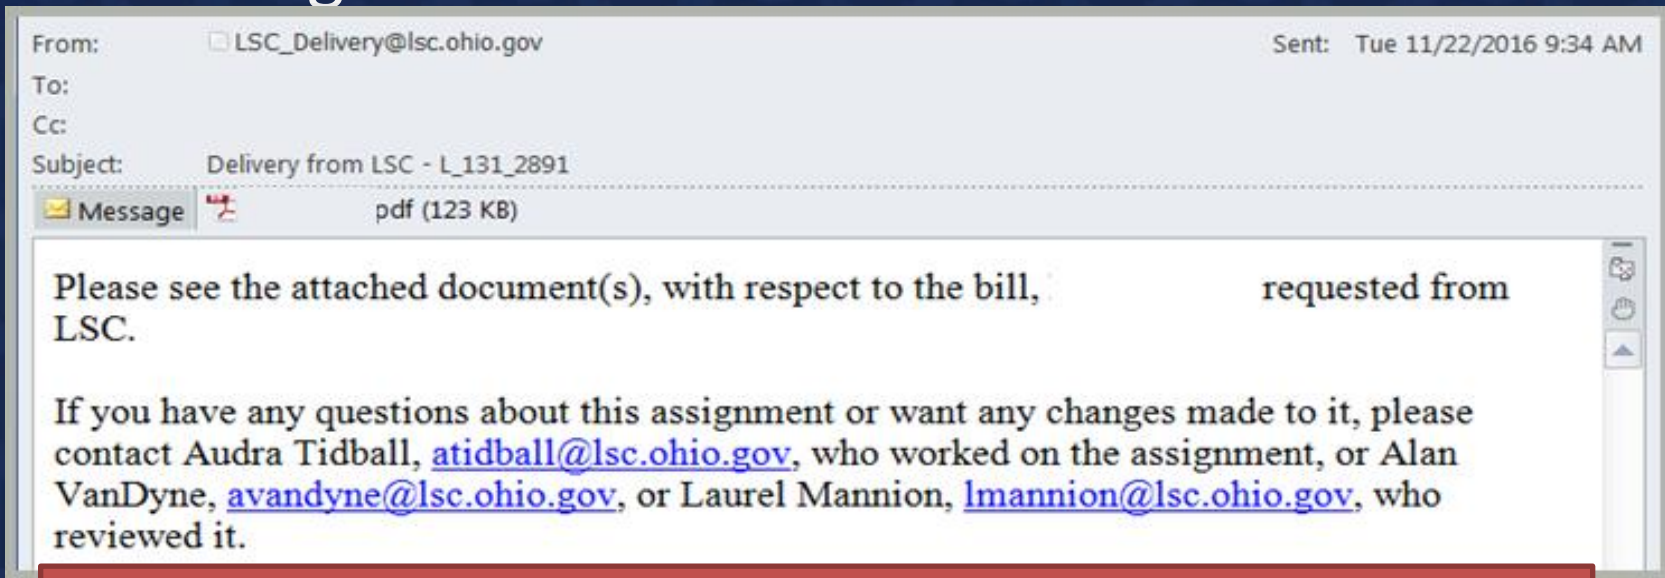 From: LSC_Delivery@lsc.ohio.gov Sent: Tue 11/22/2016 9:34 AM
To:
Cc:
Subject: Delivery from LSC - L_131_2891
Message pdf (123 KB)
Please see the attached document(s), with respect to the bill, requested from
LSC.
If you have any questions about this assignment or want any changes made to it, please
contact Audra Tidball, atidball@lsc.ohio.gov, who worked on the assignment, or Alan
VanDyne, avandyne@lsc.ohio.gov, or Laurel Mannion, lmannion@lsc.ohio.gov, who
reviewed it.